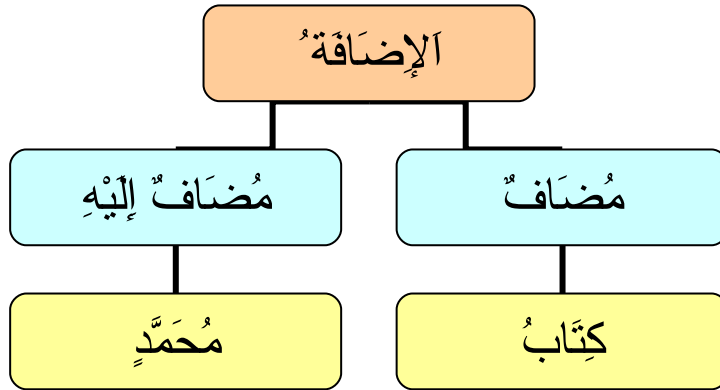 اَلإِضَافَة ُ
مُضَافٌ
مُضَافٌ إِلَيْهِ
كِتَابُ
مُحَمَّدٍ